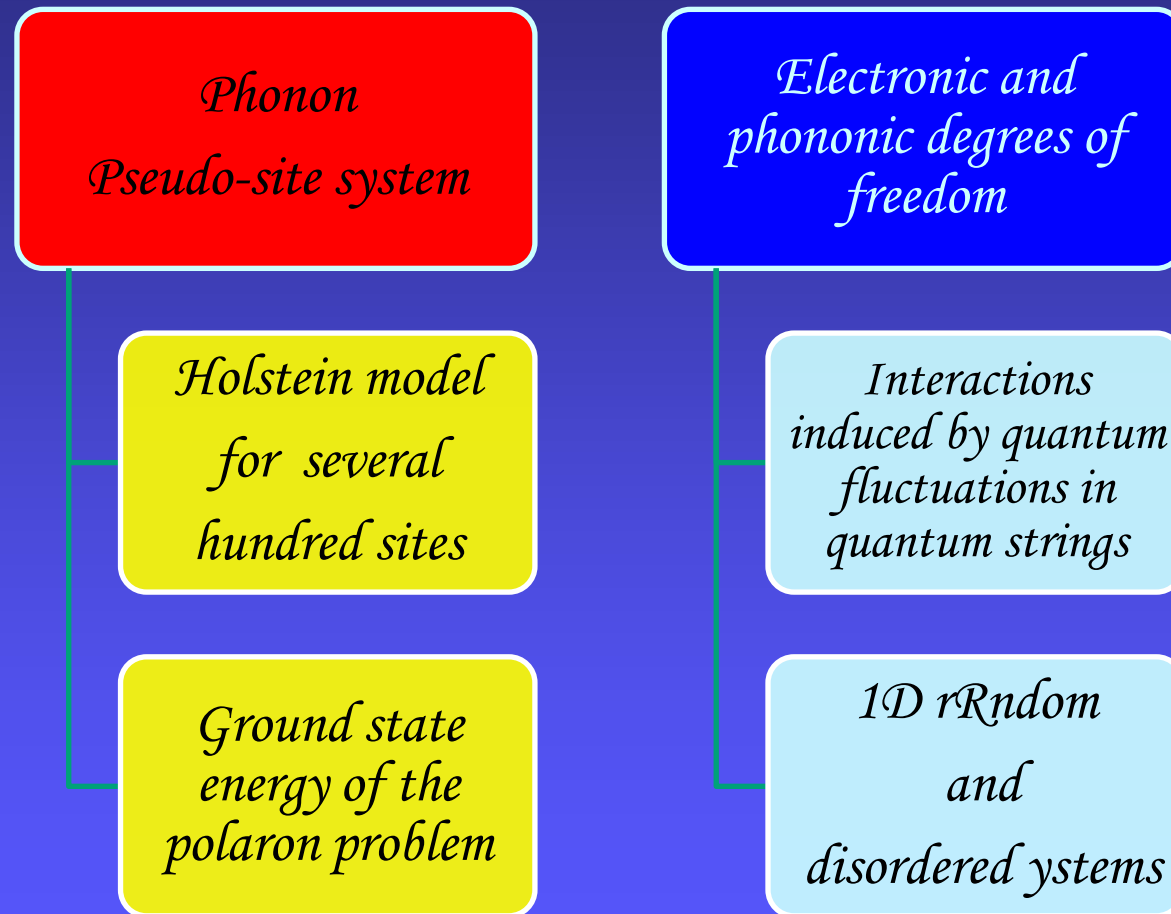 Phonon
Pseudo-site system
Holstein model
for several
hundred sites
Ground state
energy of the
polaron problem
Electronic and
phononic degrees of
freedom
Interactions
induced by quantum
fluctuations in
quantum strings
1D rRndom
and
disordered ystems